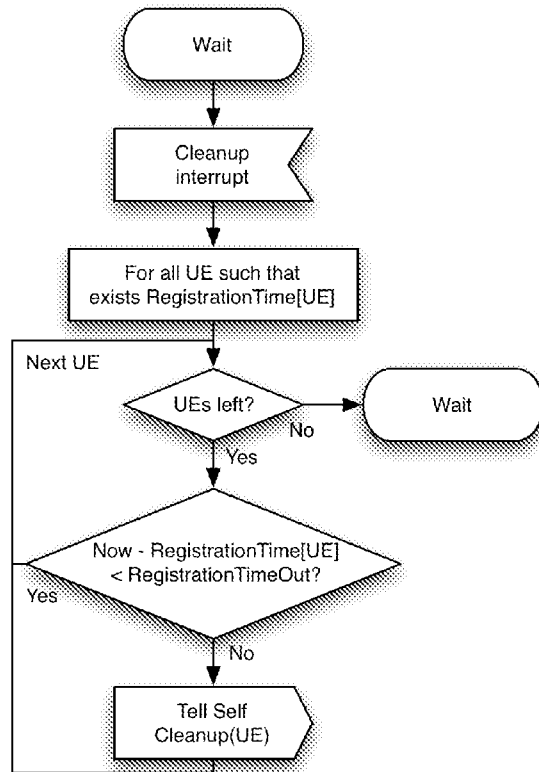 Wait
Cleanup
interrupt
For all UE such that
exists RegistrationTime[UE]
Next UE
UEs left?
No
Wait
Yes
Now - RegistrationTime[UE]
< RegistrationTimeOut?
Yes
No
Tell Self
Cleanup(UE)